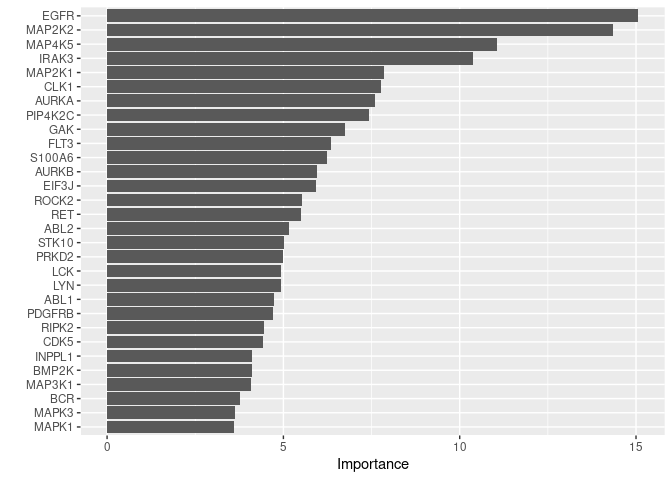 EGFR
MAP2K2
MAP4K5
IRAK3
MAP2K1
CLK1
AURKA
PIP4K2C
GAK
FLT3
S100A6
AURKB
EIF3J
ROCK2
RET
ABL2
STK10
PRKD2
LCK
LYN
ABL1
PDGFRB
RIPK2
CDK5
INPPL1
BMP2K
MAP3K1
BCR
MAPK3
MAPK1
0 5 10 15
Importance